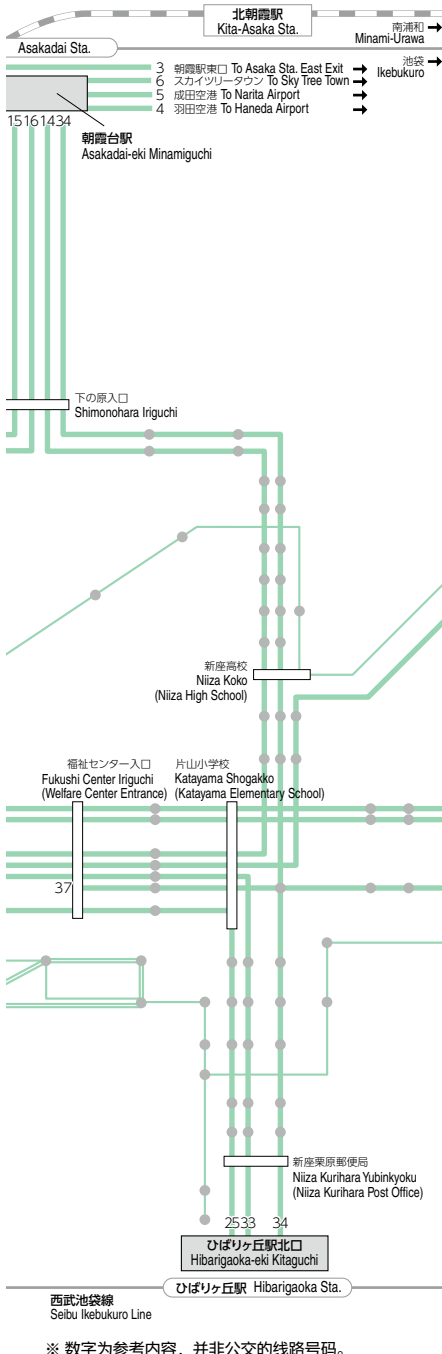 北朝霞駅
Kita-Asaka Sta.
南浦和
Minami-Urawa
Asakadai Sta.
池袋
Ikebukuro
3 朝霞駅東口 To Asaka Sta. East Exit
6 スカイツリータウン To Sky Tree Town
5 成田空港 To Narita Airport
4 羽田空港 To Haneda Airport
15 16 14 34
朝霞台駅
Asakadai-eki Minamiguchi
下の原入口
Shimonohara Iriguchi
新座高校
Niiza Koko
(Niiza High School)
福祉センター入口
Fukushi Center Iriguchi
(Welfare Center Entrance)
片山小学校
Katayama Shogakko
(Katayama Elementary School)
37
新座栗原郵便局
Niiza Kurihara Yubinkyoku
(Niiza Kurihara Post Office)
25 33 34
ひばりヶ丘駅北口
Hibarigaoka-eki Kitaguchi
ひばりヶ丘駅 Hibarigaoka Sta.
西武池袋線
Seibu Ikebukuro Line
※ 数字为参考内容，并非公交的线路号码。